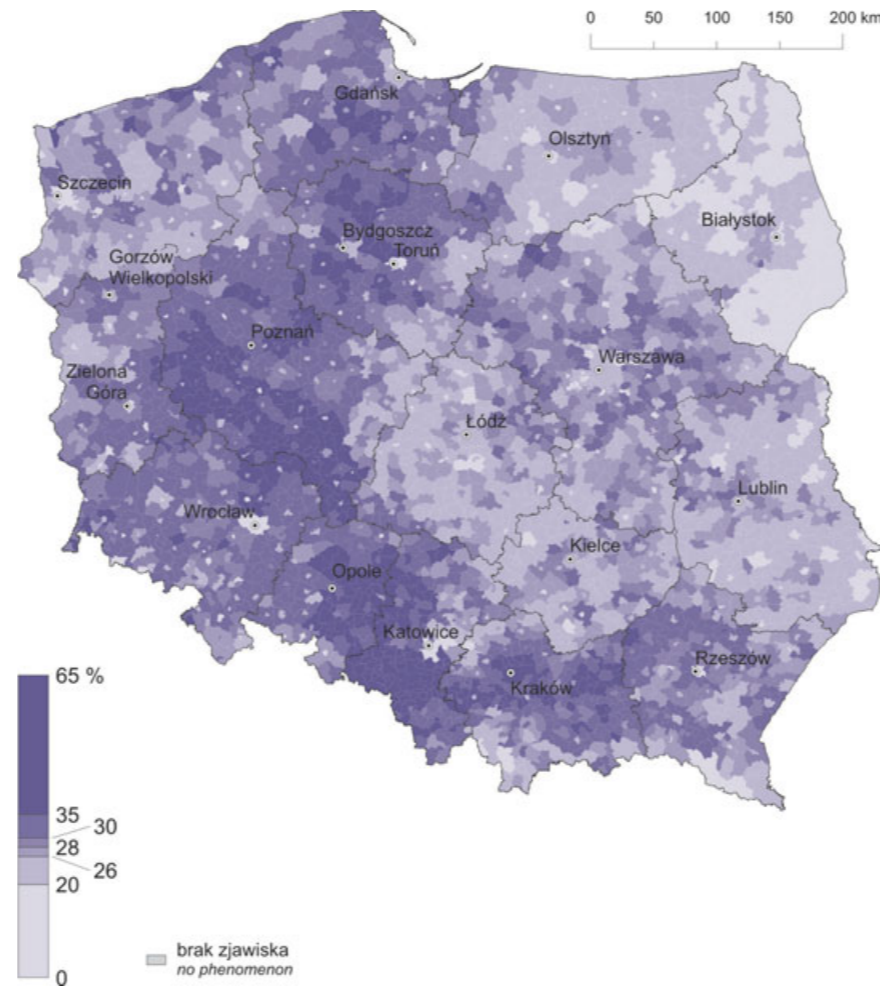 0 50 100 150 200 km
Gdańsk
Olsztyn
Szczecin
Białystok
Bydgoszcz
Toruń
Gorzów
Wielkopolski
Poznań
Warszawa
Zielona
Góra
Łódź
Lublin
Wrocław
Kielce
Opole
Katowice
Rzeszów
Kraków
65 %
35
30
28
26
20
0
brak zjawiska
no phenomenon